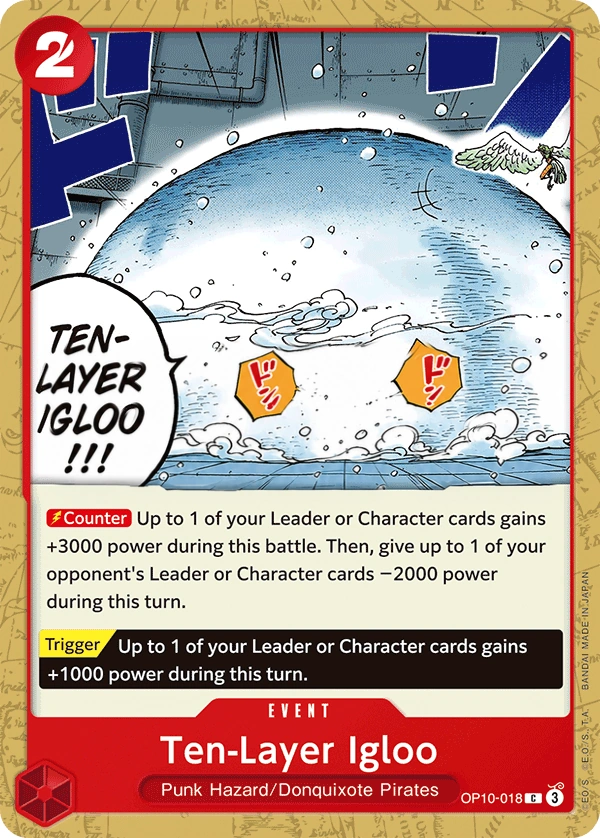 2
TEN-
LAYER
IGLOO
!!!
ドン
ドン
Counter Up to 1 of your Leader or Character cards gains
+3000 power during this battle. Then, give up to 1 of your
opponent's Leader or Character cards −2000 power
during this turn.
Trigger Up to 1 of your Leader or Character cards gains
+1000 power during this turn.
EVENT
Ten-Layer Igloo
Punk Hazard/Donquixote Pirates
OP10-018 C 3
©E.O./S. ©E.O./S.,T.A. BANDAI MADE IN JAPAN